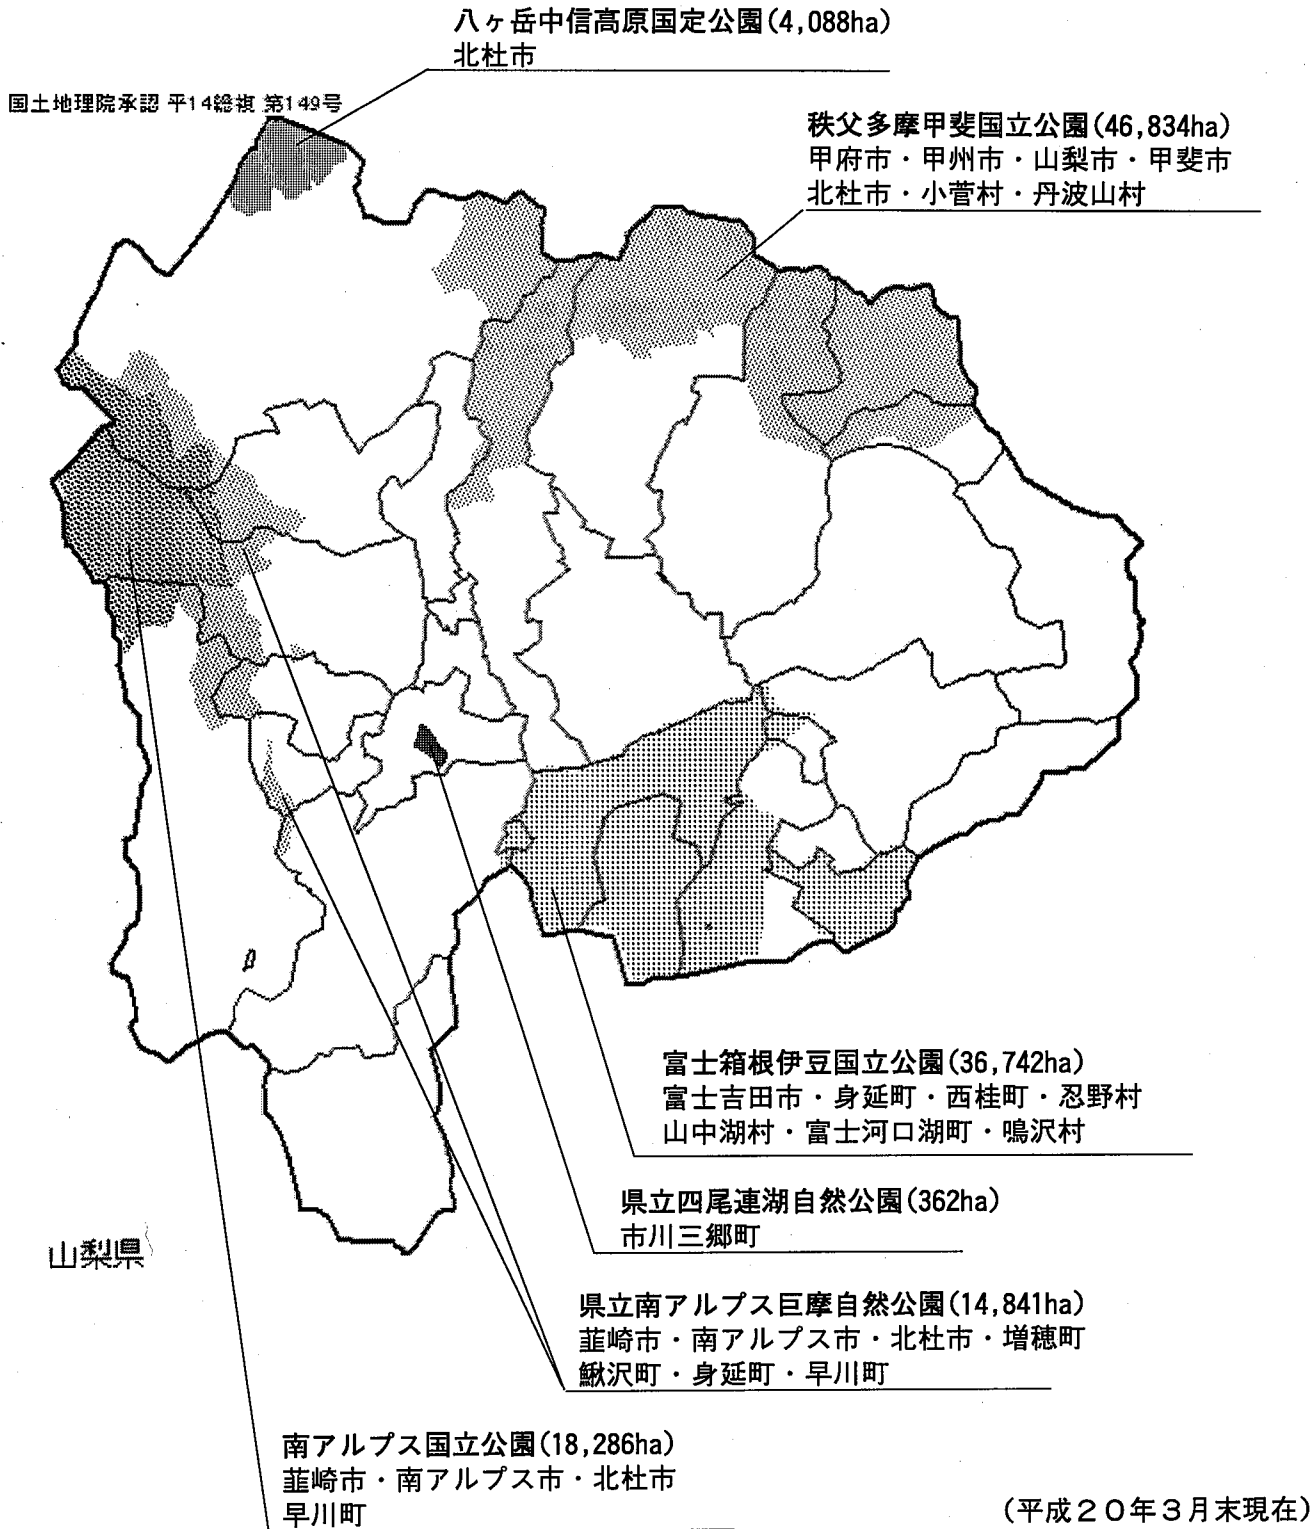 八ヶ岳中信高原国定公園(4,088ha)
北杜市
国土地理院承認 平14総複 第149号
秩父多摩甲斐国立公園(46,834ha)
甲府市・甲州市・山梨市・甲斐市
北杜市・小菅村・丹波山村
富士箱根伊豆国立公園(36,742ha)
富士吉田市・身延町・西桂町・忍野村
山中湖村・富士河口湖町・鳴沢村
県立四尾連湖自然公園(362ha)
市川三郷町
山梨県
県立南アルプス巨摩自然公園(14,841ha)
韮崎市・南アルプス市・北杜市・増穂町
鰍沢町・身延町・早川町
南アルプス国立公園(18,286ha)
韮崎市・南アルプス市・北杜市
早川町
(平成２０年３月末現在)